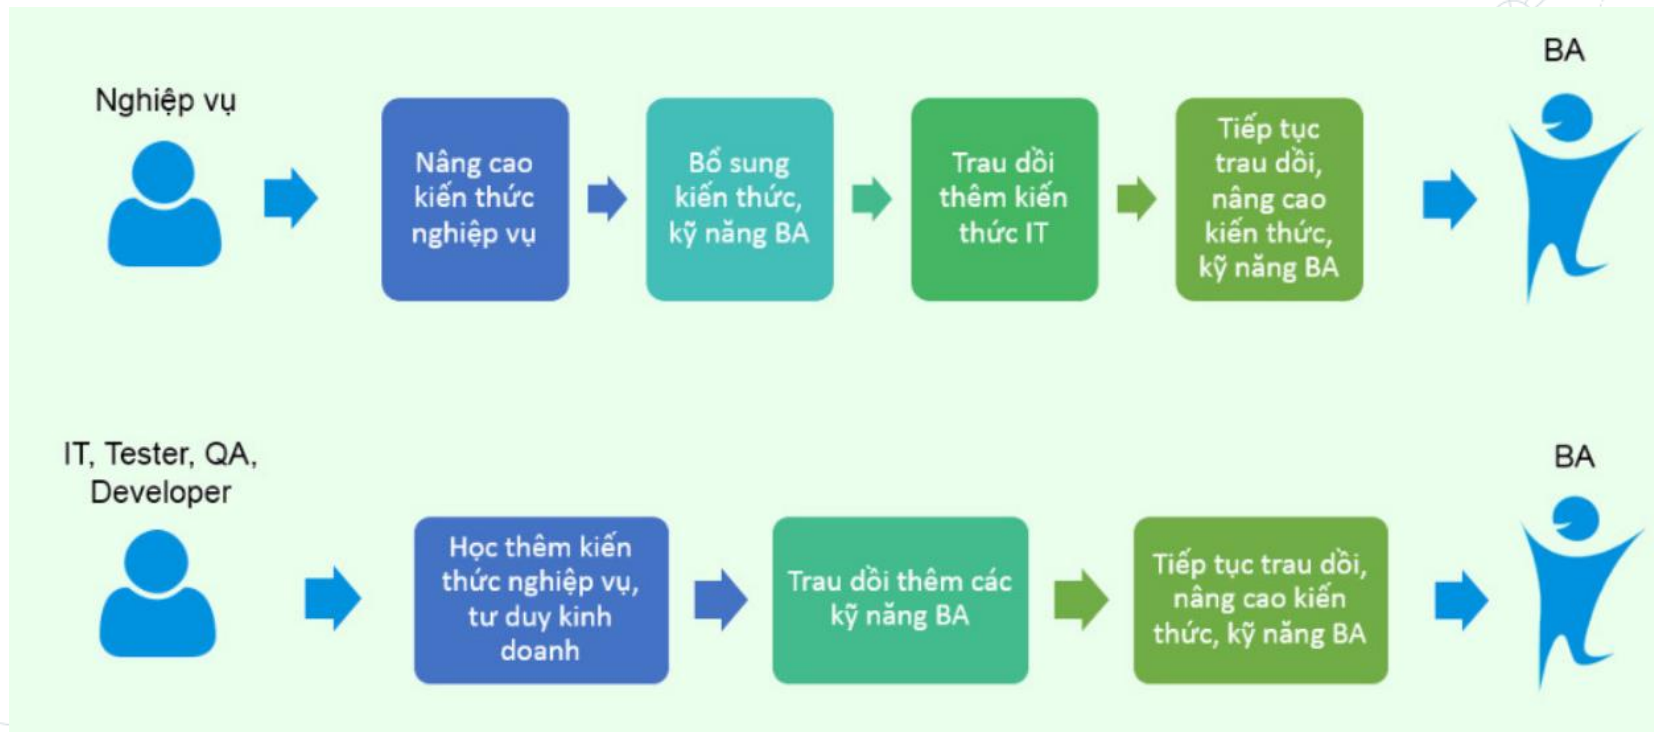 BA
Nghiệp vụ
Nâng cao
kiến thức
nghiệp vụ
Bổ sung
kiến thức,
kỹ năng BA
Trau dồi
thêm kiến
thức IT
Tiếp tục
trau dồi,
nâng cao
kiến thức,
kỹ năng BA
IT, Tester, QA,
Developer
BA
Học thêm kiến
thức nghiệp vụ,
tư duy kinh
doanh
Trau dồi thêm các
kỹ năng BA
Tiếp tục trau dồi,
nâng cao kiến
thức, kỹ năng BA